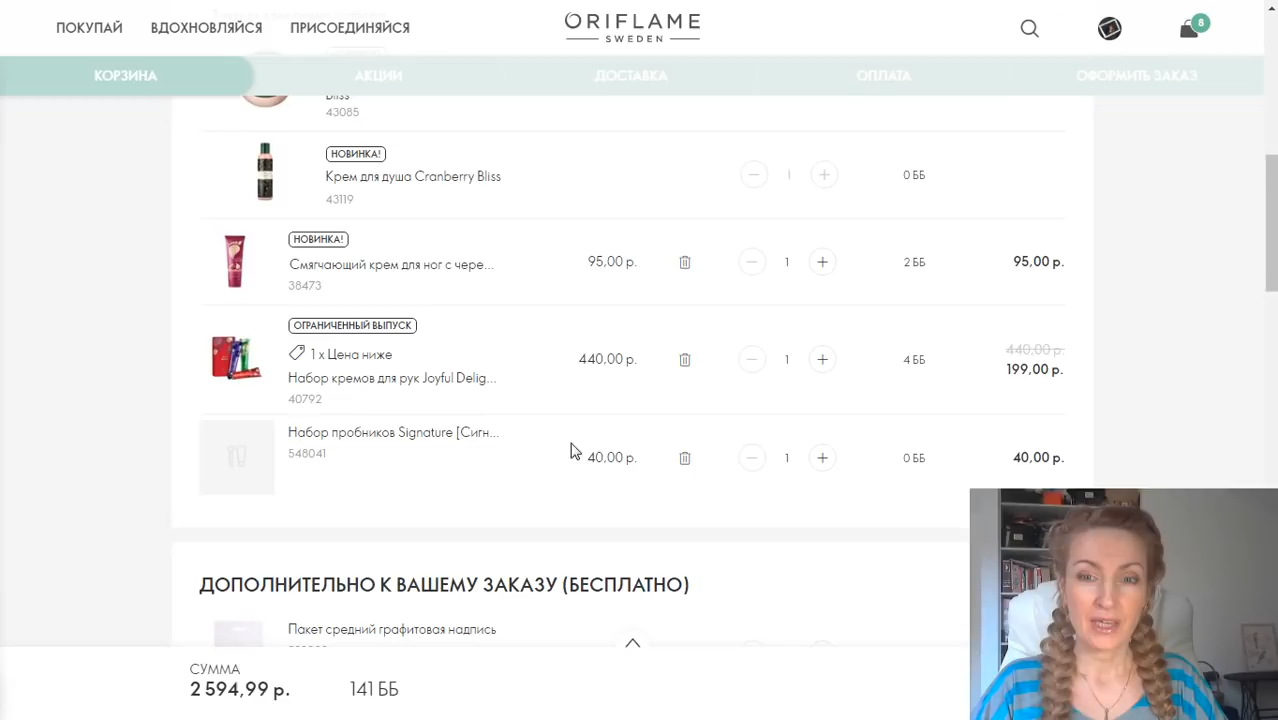 ПОКУПАЙ ВДОХНОВЛЯЙСЯ ПРИСОЕДИНЯЙСЯ
ORIFLAME
SWEDEN
8
КОРЗИНА АКЦИИ ДОСТАВКА ОПЛАТА ОФОРМИТЬ ЗАКАЗ
Bliss
43085
НОВИНКА!
Крем для душа Cranberry Bliss 1 0 ББ
43119
НОВИНКА!
Смягчающий крем для ног с чере... 95,00 р. 1 2 ББ 95,00 р.
38473
ОГРАНИЧЕННЫЙ ВЫПУСК
1 x Цена ниже 440,00 р. 1 4 ББ 440,00 р.
Набор кремов для рук Joyful Delig... 199,00 р.
40792
Набор пробников Signature [Сигн... 40,00 р. 1 0 ББ 40,00 р.
548041
ДОПОЛНИТЕЛЬНО К ВАШЕМУ ЗАКАЗУ (БЕСПЛАТНО)
Пакет средний графитовая надпись
СУММА
2 594,99 р. 141 ББ